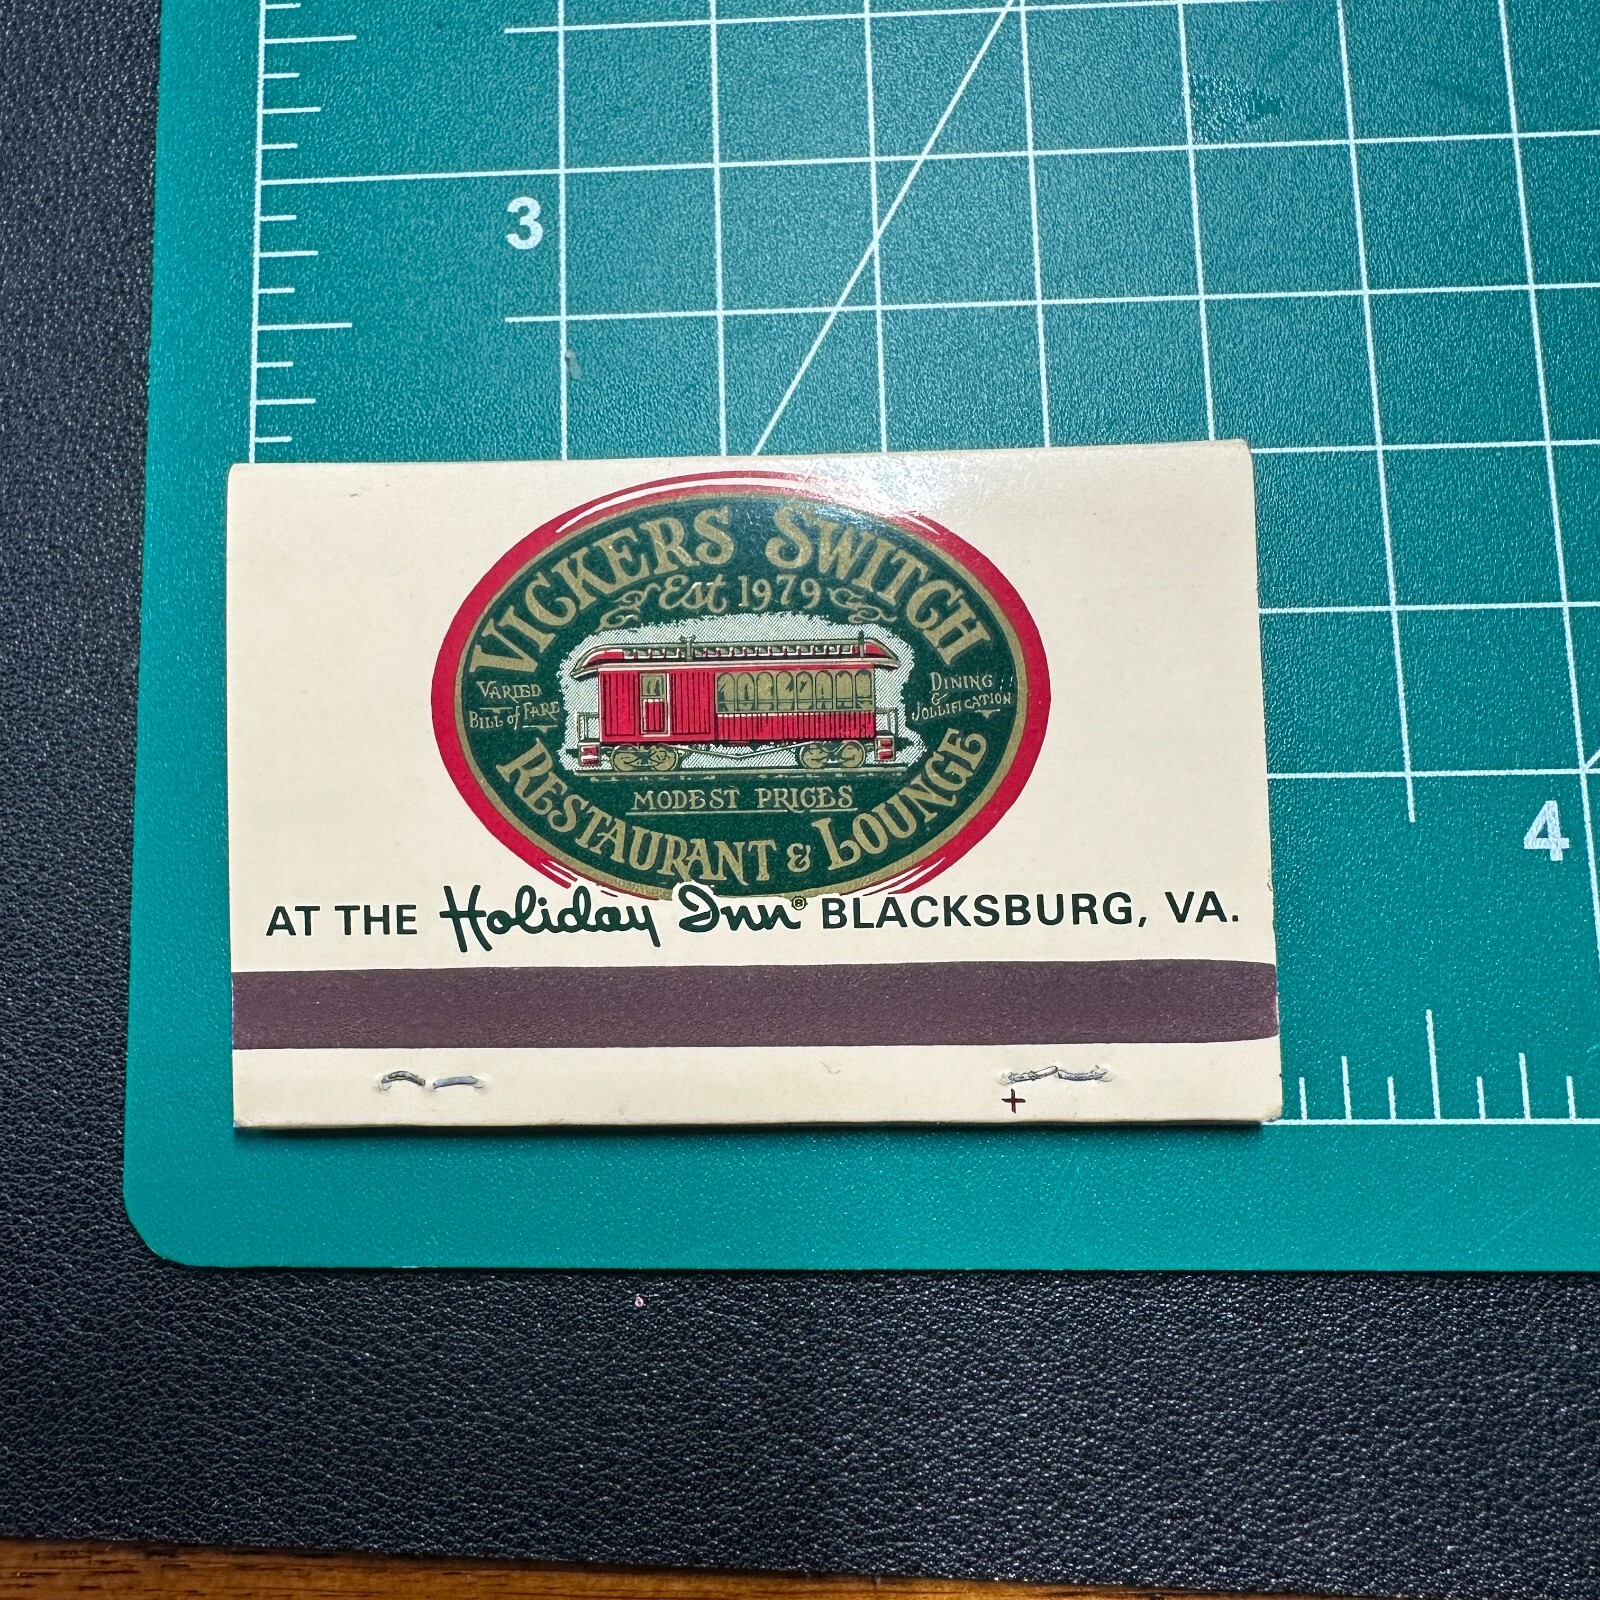 3
VICKERS SWITCH
Est 1979
VARIED
BILL of FARE
DINING
&
JOLLIFICATION
MODEST PRICES
RESTAURANT & LOUNGE
AT THE Holiday Inn® BLACKSBURG, VA.
4